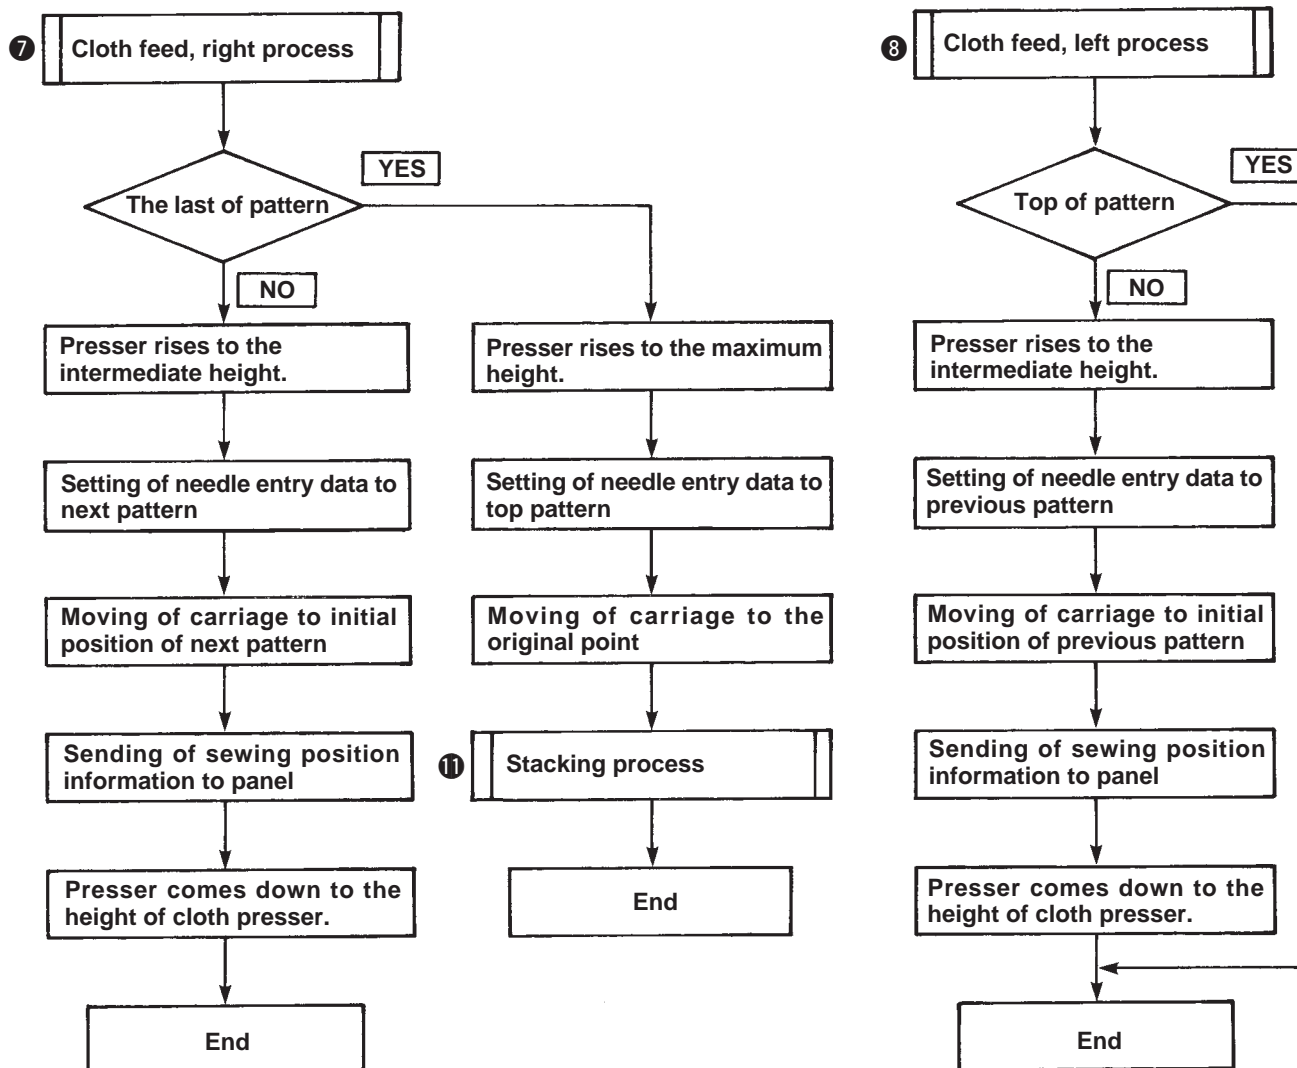 ❼ Cloth feed, right process
The last of pattern
YES
NO
Presser rises to the
intermediate height.
Setting of needle entry data to
next pattern
Moving of carriage to initial
position of next pattern
Sending of sewing position
information to panel
Presser comes down to the
height of cloth presser.
End
Presser rises to the maximum
height.
Setting of needle entry data to
top pattern
Moving of carriage to the
original point
⓫ Stacking process
End
❽ Cloth feed, left process
Top of pattern
YES
NO
Presser rises to the
intermediate height.
Setting of needle entry data to
previous pattern
Moving of carriage to initial
position of previous pattern
Sending of sewing position
information to panel
Presser comes down to the
height of cloth presser.
End